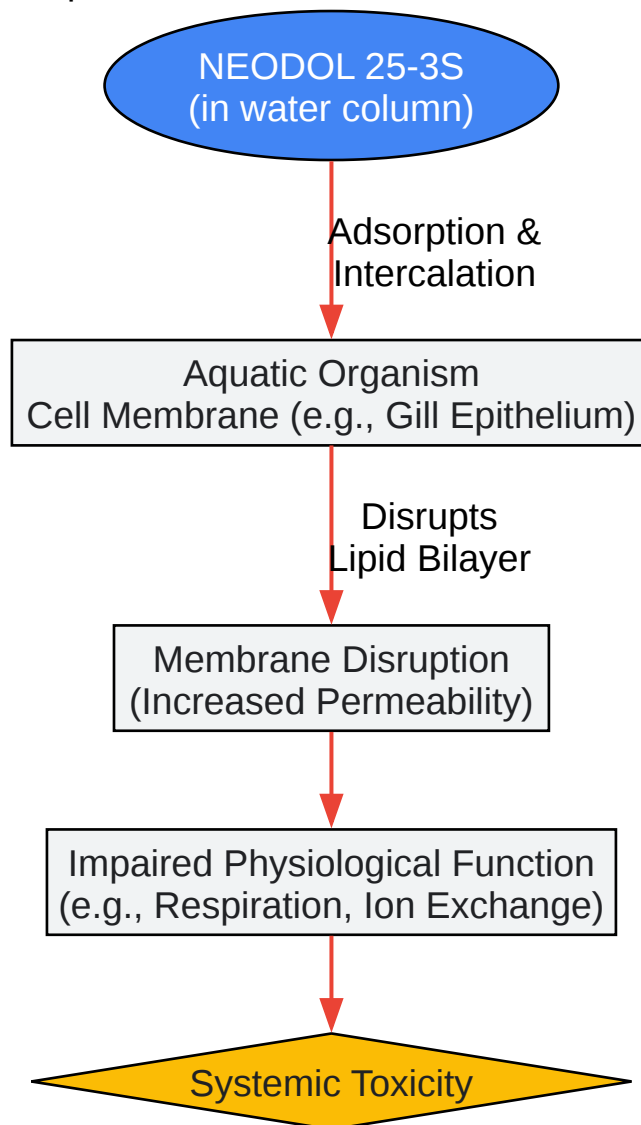 NEODOL 25-3S
(in water column)
Adsorption &
Intercalation
Aquatic Organism
Cell Membrane (e.g., Gill Epithelium)
Disrupts
Lipid Bilayer
Membrane Disruption
(Increased Permeability)
Impaired Physiological Function
(e.g., Respiration, Ion Exchange)
Systemic Toxicity